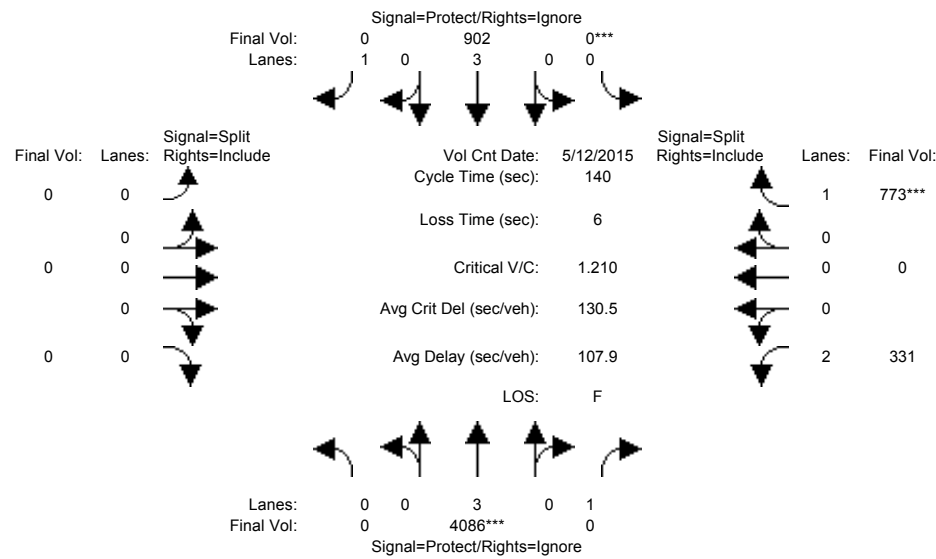 Signal=Protect/Rights=Ignore
Final Vol: 0 902 0***
Lanes: 1 0 3 0 0
Signal=Split Signal=Split
Final Vol: Lanes: Rights=Include Vol Cnt Date: 5/12/2015 Rights=Include Lanes: Final Vol:
Cycle Time (sec): 140
0 0 1 773***
Loss Time (sec): 6
0 0
0 0 Critical V/C: 1.210 0 0
0 Avg Crit Del (sec/veh): 130.5 0
0 0 Avg Delay (sec/veh): 107.9 2 331
LOS: F
Lanes: 0 0 3 0 1
Final Vol: 0 4086*** 0
Signal=Protect/Rights=Ignore